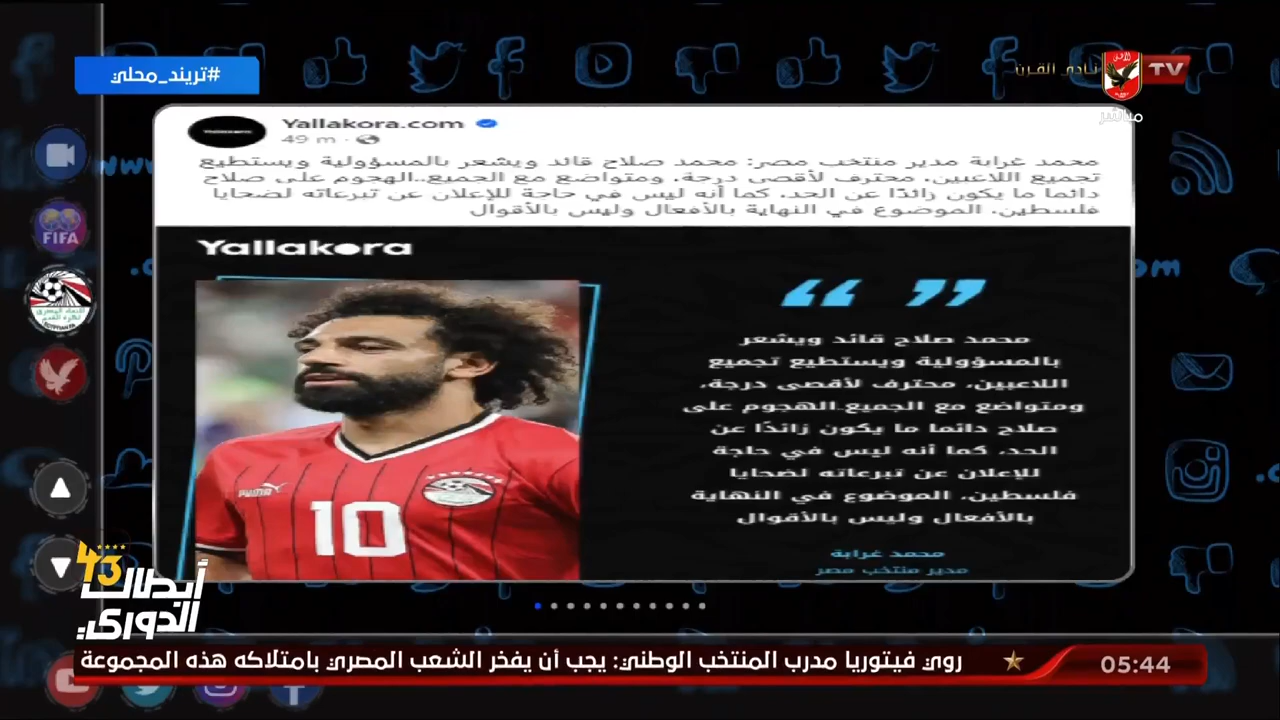 #تريند_محلي
نادي القرن
TV
مباشر
Yallakora.com
49 m
محمد غرابة مدير منتخب مصر: محمد صلاح قائد ويشعر بالمسؤولية ويستطيع
تجميع اللاعبين، محترف لأقصى درجة، ومتواضع مع الجميع..الهجوم على صلاح
دائما ما يكون زائدًا عن الحد، كما أنه ليس في حاجة للإعلان عن تبرعاته لضحايا
فلسطين، الموضوع في النهاية بالأفعال وليس بالأقوال
Yallakora
محمد صلاح قائد ويشعر
بالمسؤولية ويستطيع تجميع
اللاعبين، محترف لأقصى درجة،
ومتواضع مع الجميع..الهجوم على
صلاح دائما ما يكون زائدًا عن
الحد، كما أنه ليس في حاجة
للإعلان عن تبرعاته لضحايا
فلسطين، الموضوع في النهاية
بالأفعال وليس بالأقوال
محمد غرابة
مدير منتخب مصر
PUMA
10
FIFA
43
أبطال
الدوري
روي فيتوريا مدرب المنتخب الوطني: يجب أن يفخر الشعب المصري بامتلاكه هذه المجموعة
05:44